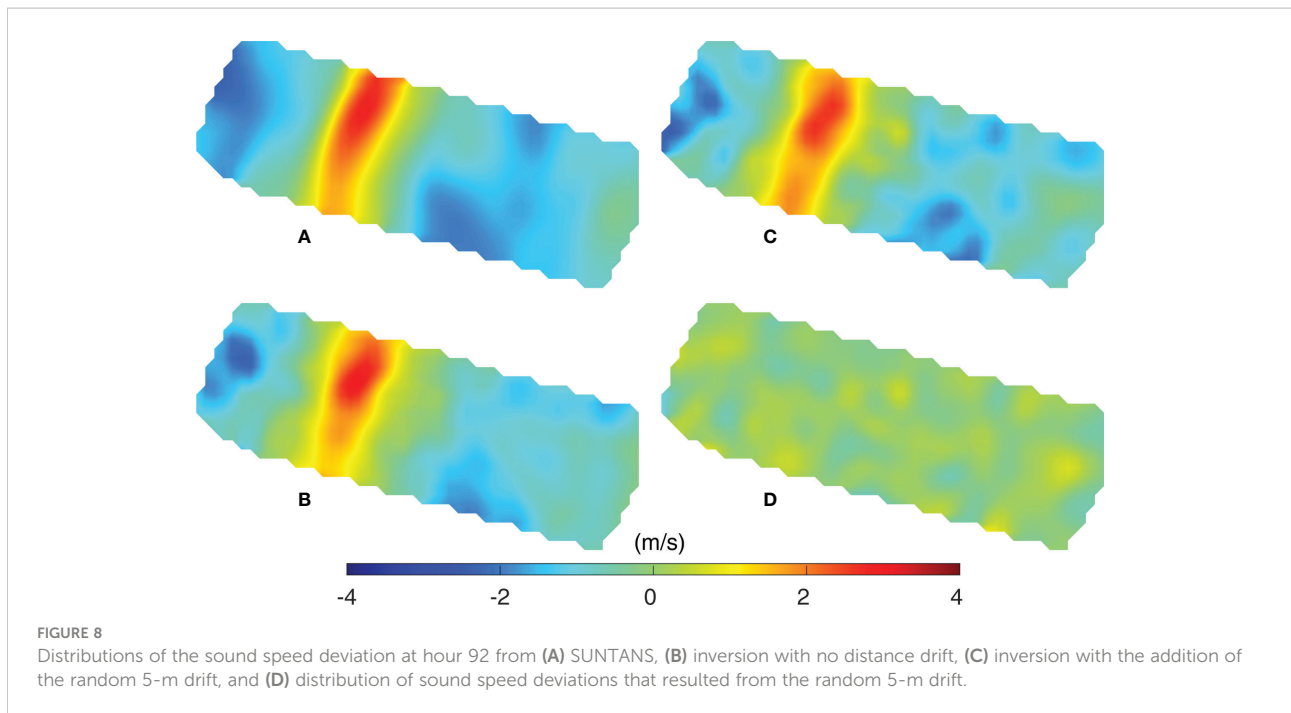 A
C
B
D
(m/s)
-4 -2 0 2 4
FIGURE 8
Distributions of the sound speed deviation at hour 92 from (A) SUNTANS, (B) inversion with no distance drift, (C) inversion with the addition of
the random 5-m drift, and (D) distribution of sound speed deviations that resulted from the random 5-m drift.